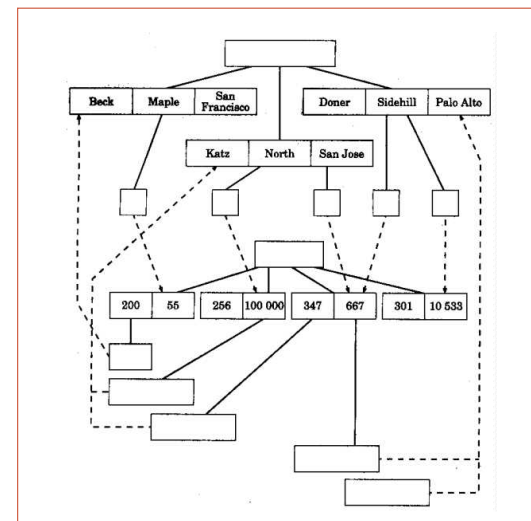 Beck Maple San Francisco Doner Sidehill Palo Alto
Katz North San Jose
200 55 256 100 000 347 667 301 10 533